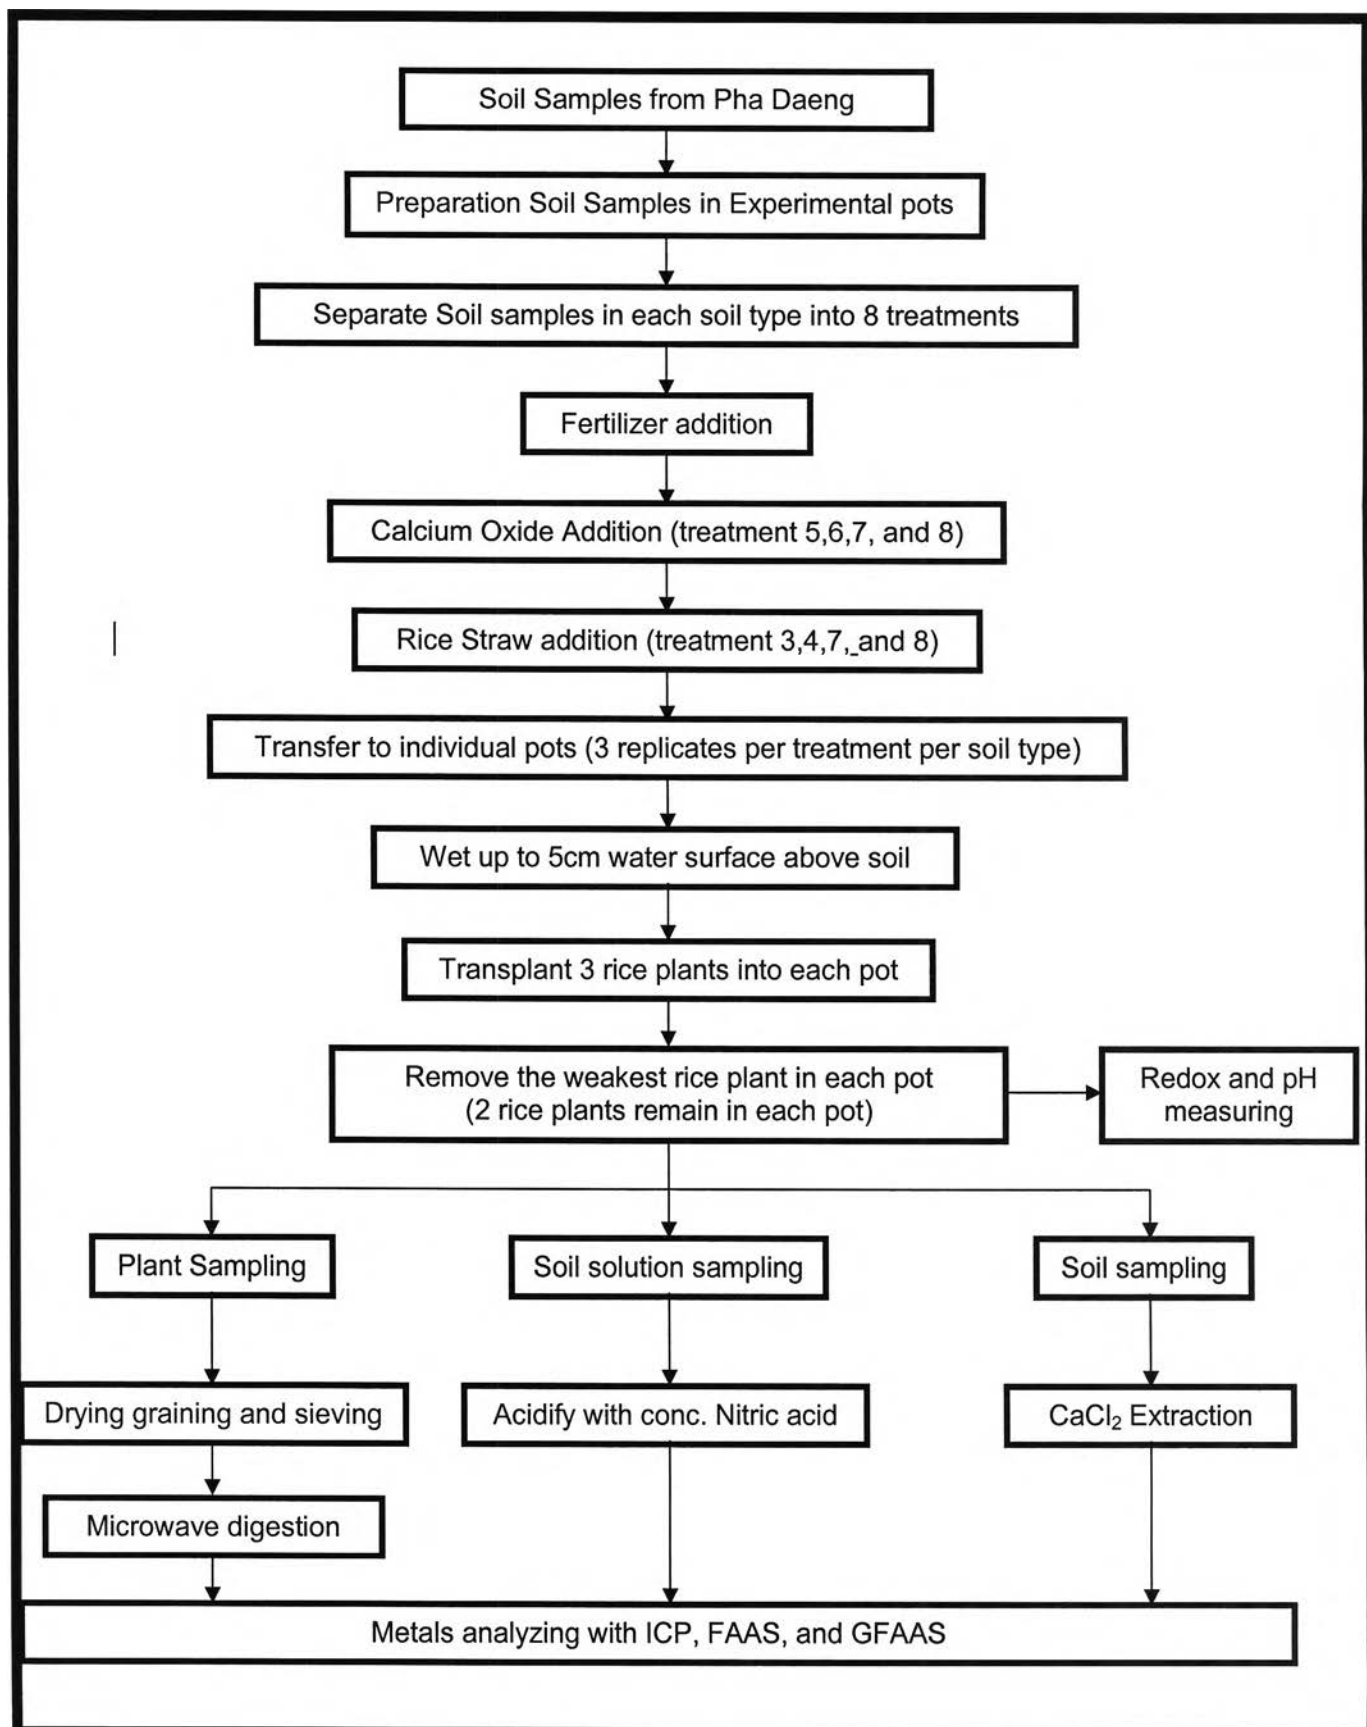 Soil Samples from Pha Daeng
Preparation Soil Samples in Experimental pots
Separate Soil samples in each soil type into 8 treatments
Fertilizer addition
Calcium Oxide Addition (treatment 5,6,7, and 8)
Rice Straw addition (treatment 3,4,7,_and 8)
Transfer to individual pots (3 replicates per treatment per soil type)
Wet up to 5cm water surface above soil
Transplant 3 rice plants into each pot
Remove the weakest rice plant in each pot
(2 rice plants remain in each pot)
Redox and pH
measuring
Plant Sampling
Soil solution sampling
Soil sampling
Drying graining and sieving
Acidify with conc. Nitric acid
CaCl₂ Extraction
Microwave digestion
Metals analyzing with ICP, FAAS, and GFAAS